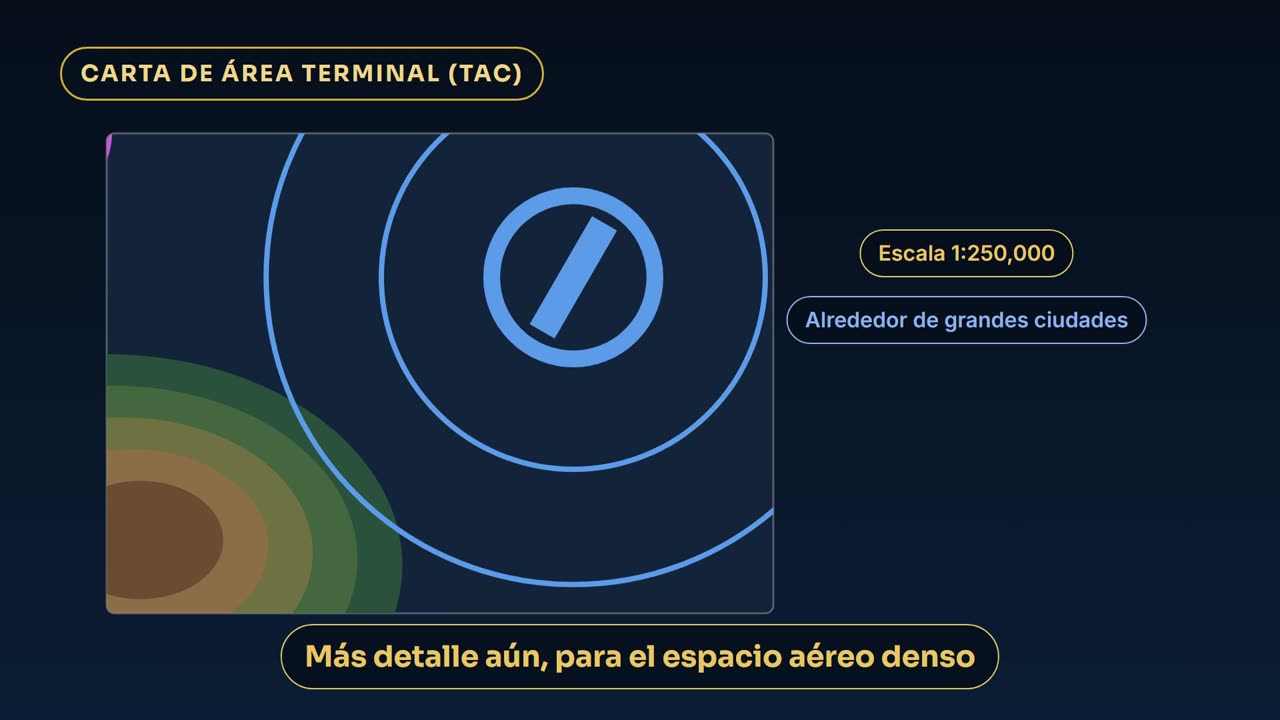 CARTA DE ÁREA TERMINAL (TAC)
Escala 1:250,000
Alrededor de grandes ciudades
Más detalle aún, para el espacio aéreo denso